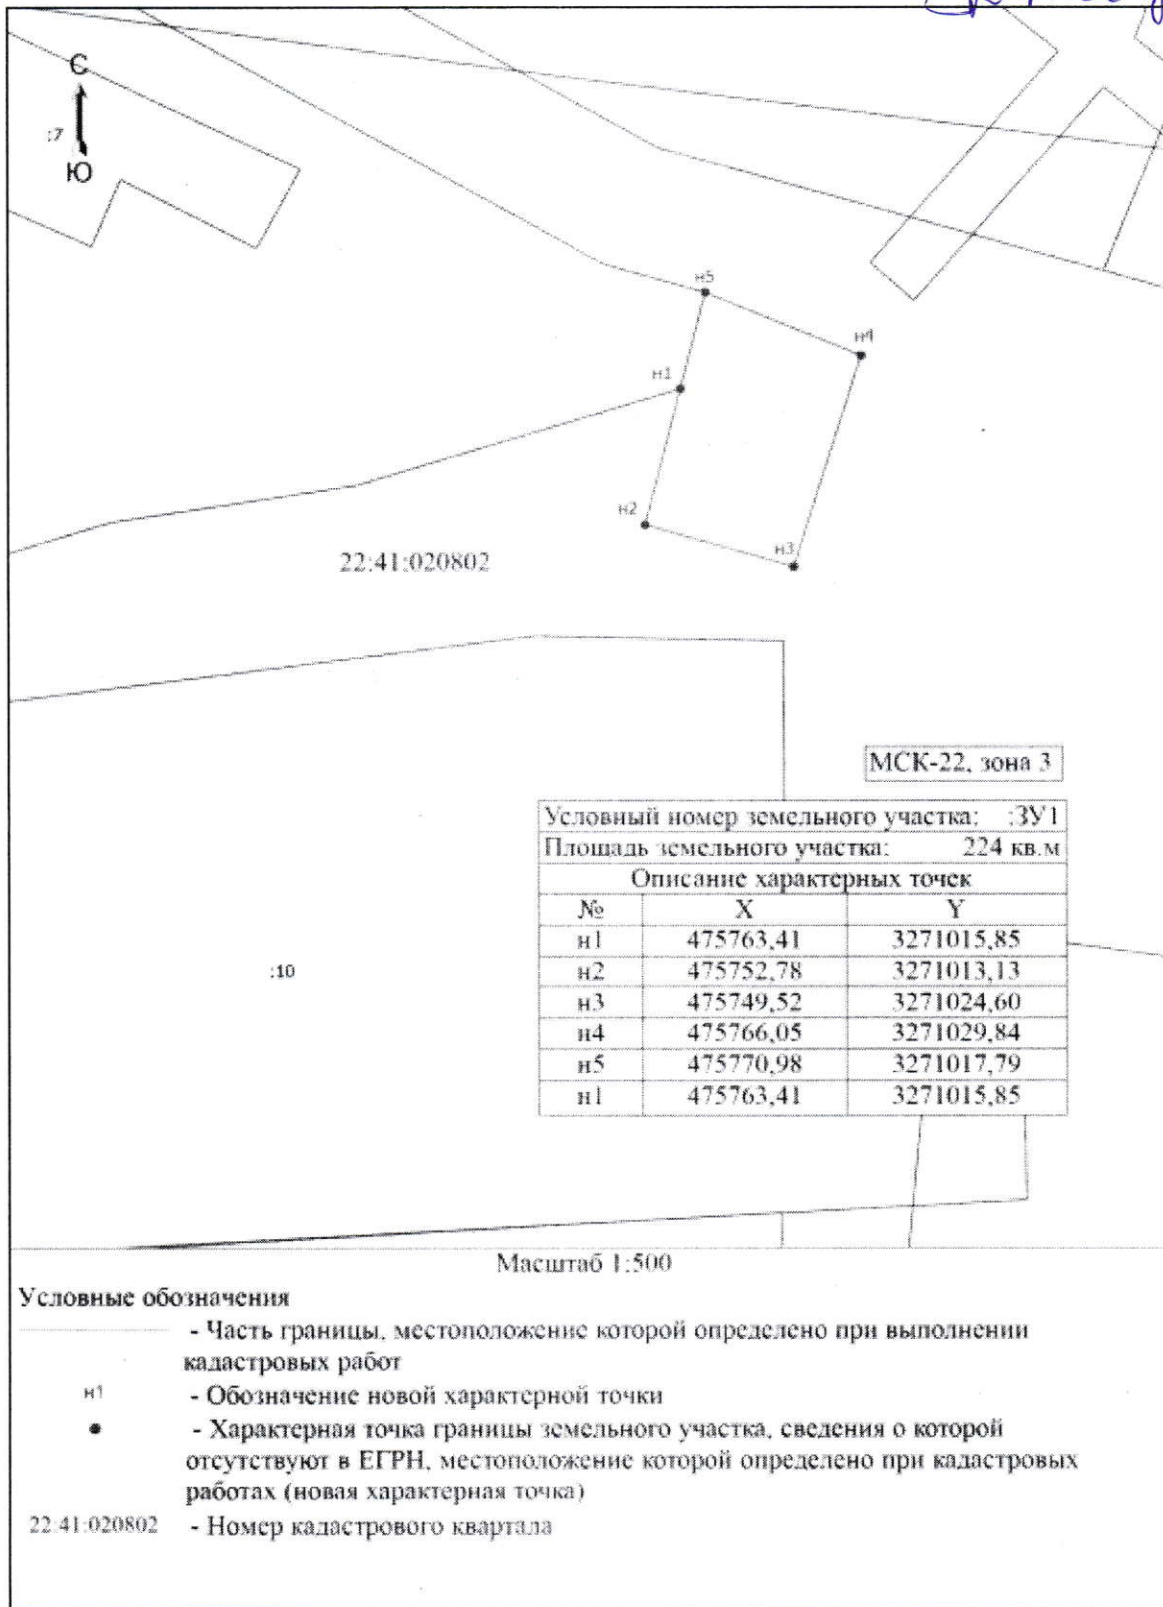 С
:7
Ю
н5
н4
н1
н2
н3
22:41:020802
МСК-22, зона 3
Условный номер земельного участка: :ЗУ1
Площадь земельного участка: 224 кв.м
Описание характерных точек
№ X Y
н1 475763,41 3271015,85
н2 475752,78 3271013,13
н3 475749,52 3271024,60
н4 475766,05 3271029,84
н5 475770,98 3271017,79
н1 475763,41 3271015,85
:10
Масштаб 1:500
Условные обозначения
- Часть границы, местоположение которой определено при выполнении
кадастровых работ
н1 - Обозначение новой характерной точки
- Характерная точка границы земельного участка, сведения о которой
отсутствуют в ЕГРН, местоположение которой определено при кадастровых
работах (новая характерная точка)
22:41:020802 - Номер кадастрового квартала